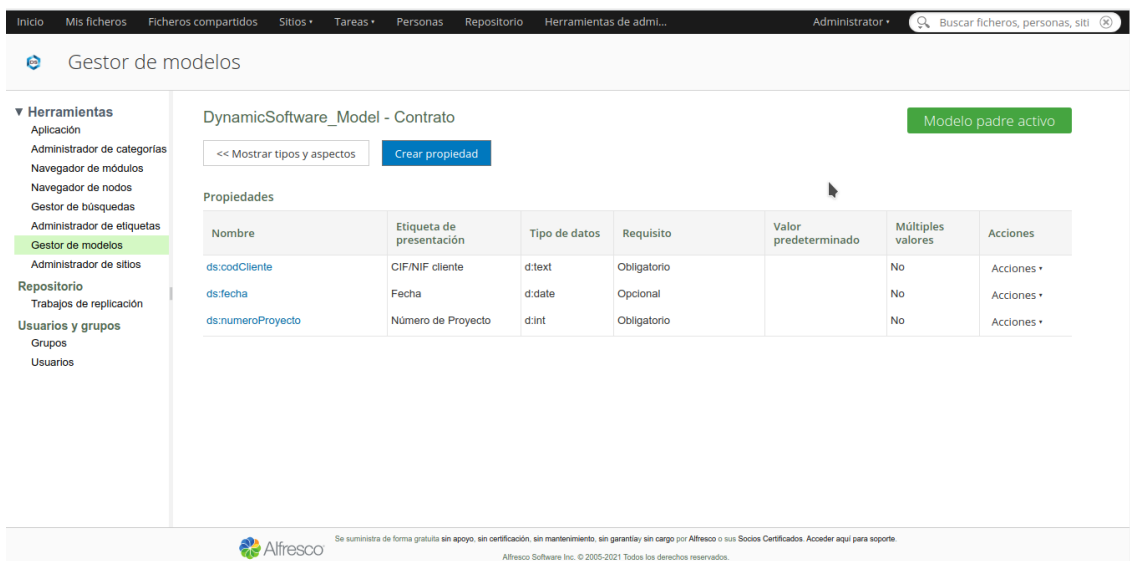 Inicio Mis ficheros Ficheros compartidos Sitios Tareas Personas Repositorio Herramientas de admi... Administrator Buscar ficheros, personas, siti
Gestor de modelos
Herramientas
Aplicación
Administrador de categorías
Navegador de módulos
Navegador de nodos
Gestor de búsquedas
Administrador de etiquetas
Gestor de modelos
Administrador de sitios
Repositorio
Trabajos de replicación
Usuarios y grupos
Grupos
Usuarios
DynamicSoftware_Model - Contrato
Modelo padre activo
<< Mostrar tipos y aspectos Crear propiedad
Propiedades
Nombre Etiqueta de presentación Tipo de datos Requisito Valor predeterminado Múltiples valores Acciones
ds:codCliente CIF/NIF cliente d:text Obligatorio No Acciones
ds:fecha Fecha d:date Opcional No Acciones
ds:numeroProyecto Número de Proyecto d:int Obligatorio No Acciones
Alfresco
Se suministra de forma gratuita sin apoyo, sin certificación, sin mantenimiento, sin garantíay sin cargo por Alfresco o sus Socios Certificados. Acceder aquí para soporte.
Alfresco Software Inc. © 2005-2021 Todos los derechos reservados.